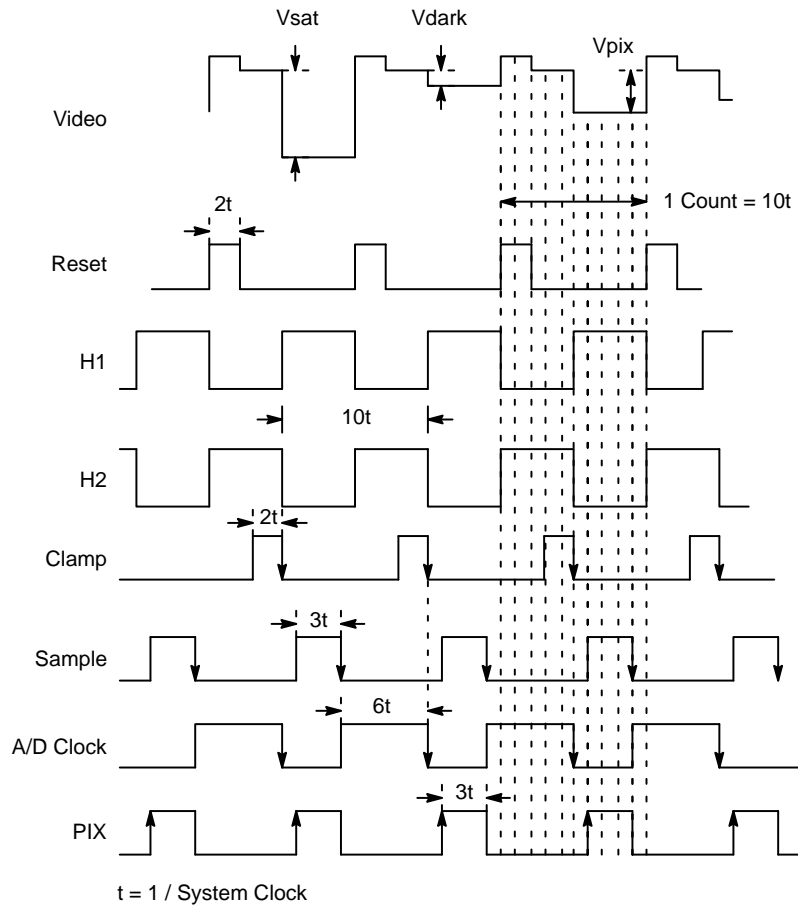 Vsat
Vdark
Vpix
Video
1 Count = 10t
2t
Reset
H1
10t
H2
2t
Clamp
3t
Sample
6t
A/D Clock
3t
PIX
t = 1 / System Clock